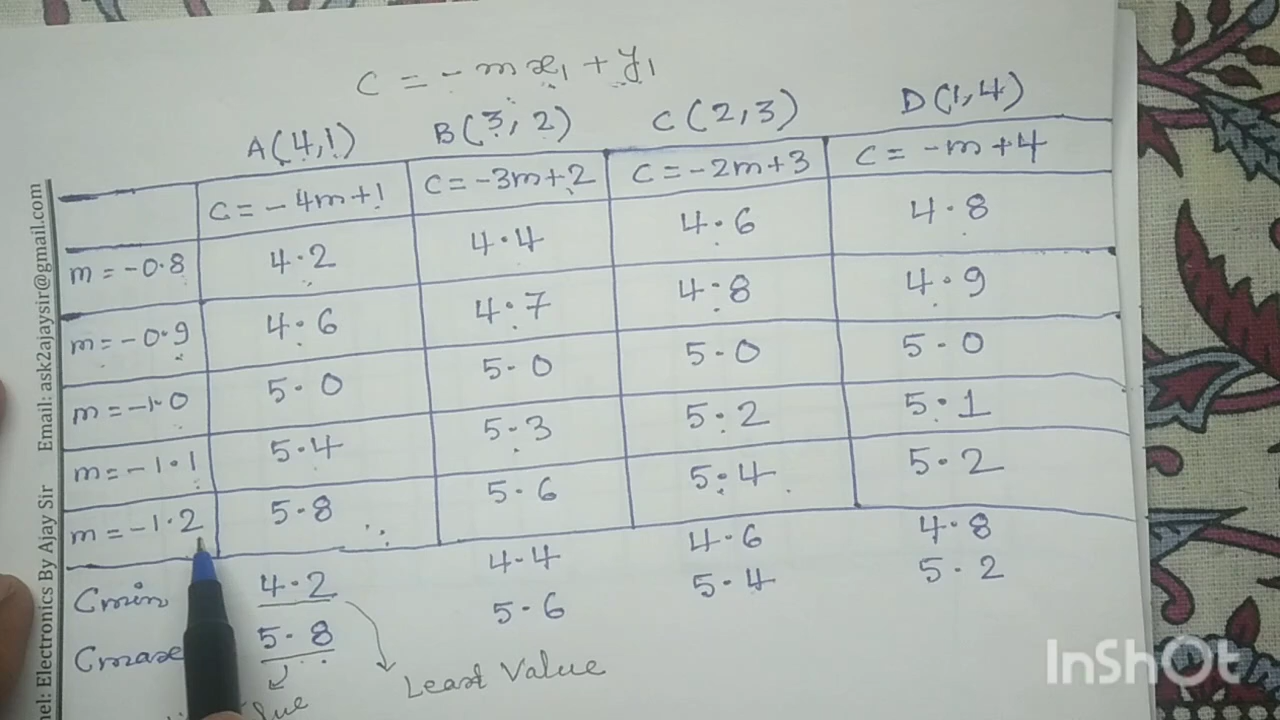 C = - m x₁ + y₁
A(4,1) B(3,2) C(2,3) D(1,4)
C = -4m+1 C = -3m+2 C = -2m+3 C = -m+4
m = -0.8 4.2 4.4 4.6 4.8
m = -0.9 4.6 4.7 4.8 4.9
m = -1.0 5.0 5.0 5.0 5.0
m = -1.1 5.4 5.3 5.2 5.1
m = -1.2 5.8 5.6 5.4 5.2
Cmin 4.2 4.4 4.6 4.8
Cmax 5.8 5.6 5.4 5.2
Least Value
nel: Electronics By Ajay Sir Email: ask2ajaysir@gmail.com
InShOt